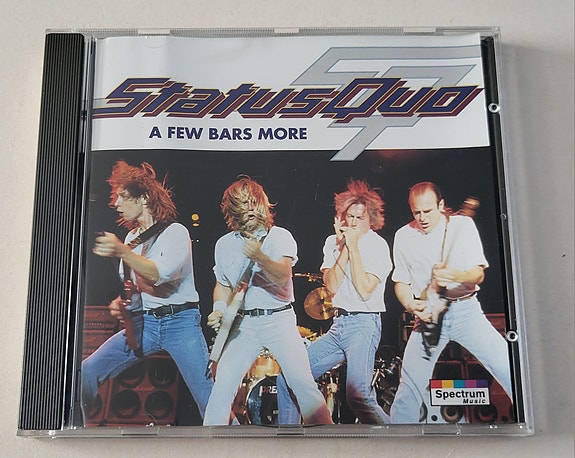 StatusQuo
A FEW BARS MORE
Spectrum
Music